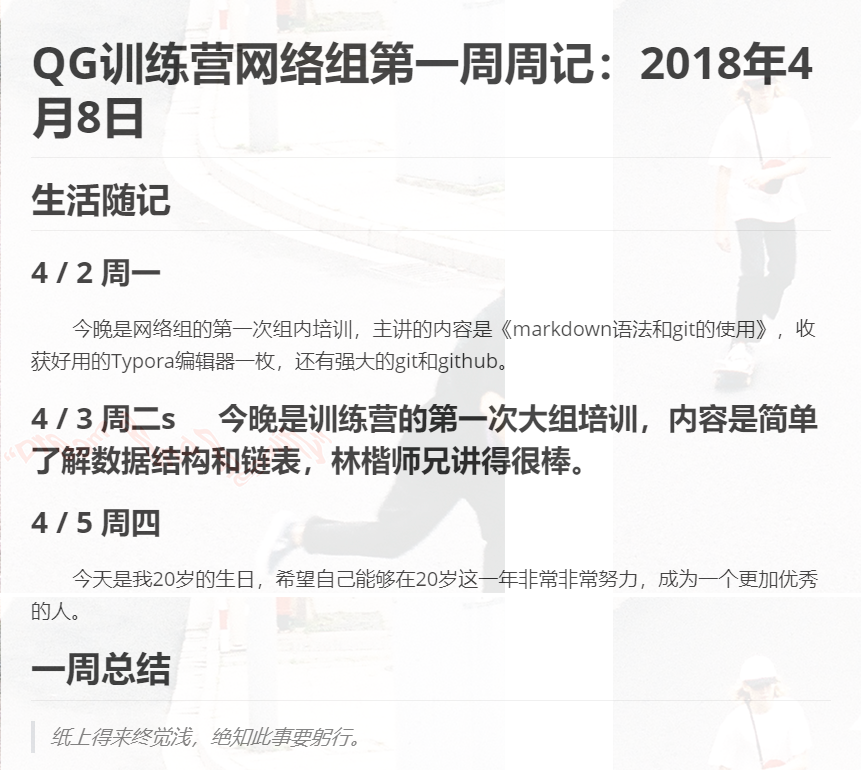 QG训练营网络组第一周周记：2018年4
月8日
生活随记
4 / 2 周一
今晚是网络组的第一次组内培训，主讲的内容是《markdown语法和git的使用》，收
获好用的Typora编辑器一枚，还有强大的git和github。
4 / 3 周二s 今晚是训练营的第一次大组培训，内容是简单
了解数据结构和链表，林楷师兄讲得很棒。
4 / 5 周四
今天是我20岁的生日，希望自己能够在20岁这一年非常非常努力，成为一个更加优秀
的人。
一周总结
纸上得来终觉浅，绝知此事要躬行。